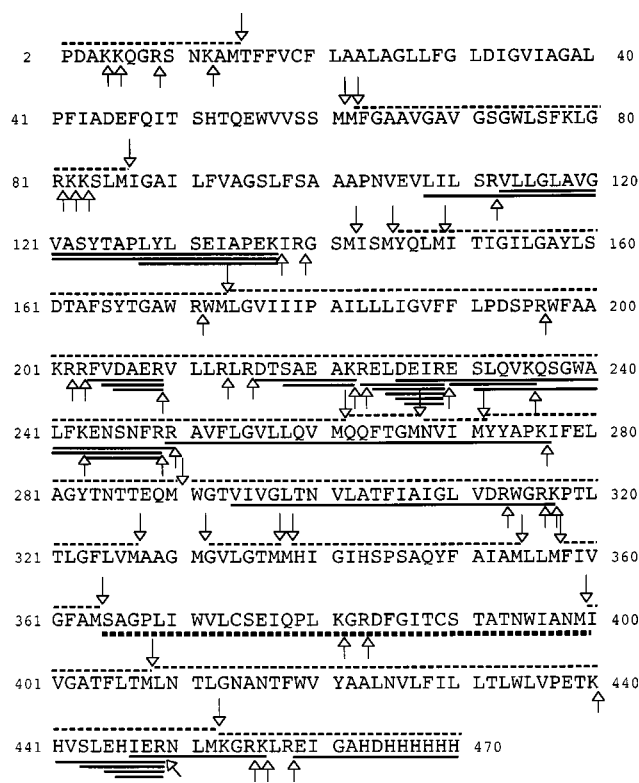 2 PDAKKQGRS NKAMTFFVCF LAALAGLLFG LDIGVIAGAL 40
41 PFIADEFQIT SHTQEWVVSS MMFGAAVGAV GSGWLSFKLG 80
81 RKKSLMIGAI LFVAGSLFSA AAPNVEVLIL SRVLLGLAVG 120
121 VASYTAPLYL SEIAPEKIRG SMISMYQLMI TIGILGAYLS 160
161 DTAFSYTGAW RWMLGVIIIP AILLLIGVFF LPDSPRWFAA 200
201 KRRFVDAERV LLRLRDTSAE AKRELDEIRE SLQVKQSGWA 240
241 LFKENSNFRR AVFLGVLLQV MQQFTGMNVI MYYAPKIFEL 280
281 AGYTNTTEQM WGTVIVGLTN VLATFIAIGL VDRWGRKPTL 320
321 TLGFLVMAAG MGVLGTMMHI GIHSPSAQYF AIAMLLMFIV 360
361 GFAMSAGPLI WVLCSEIQPL KGRDFGITCS TATNWIANMI 400
401 VGATFLTMLN TLGNANTFWV YAALNVLFIL LTLWLVPETK 440
441 HVSLEHIERN LMKGRKLREI GAHDHHHHHH 470